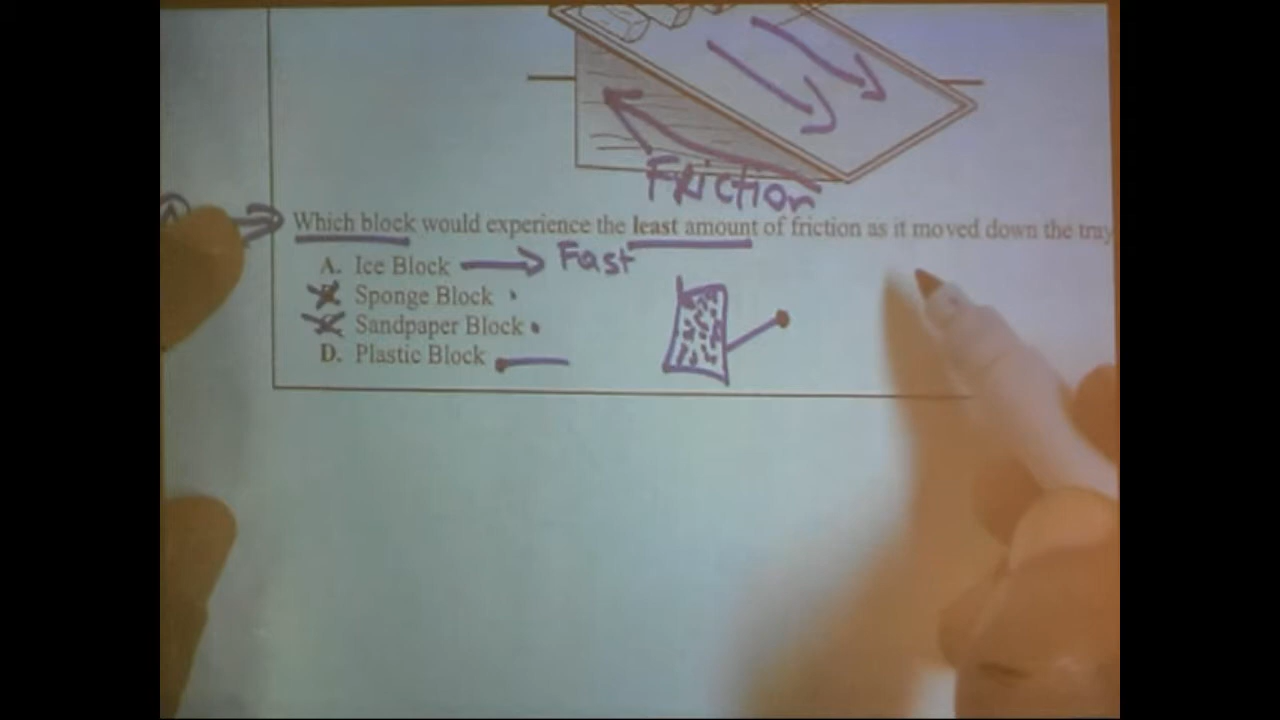 Friction
Which block would experience the least amount of friction as it moved down the tray
A. Ice Block Fast
Sponge Block
Sandpaper Block
D. Plastic Block